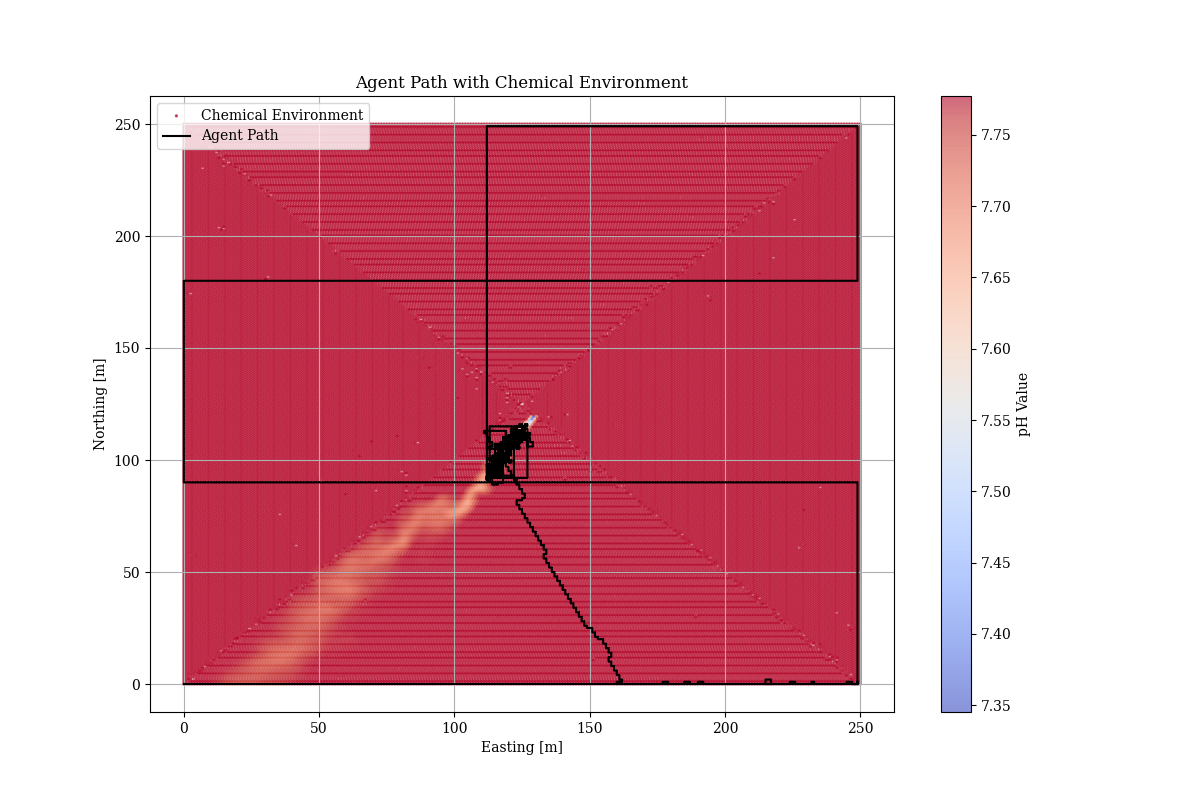 Agent Path with Chemical Environment
Chemical Environment
Agent Path
250
200
150
100
50
0
Northing [m]
0 50 100 150 200 250
Easting [m]
7.75
7.70
7.65
7.60
7.55
7.50
7.45
7.40
7.35
pH Value